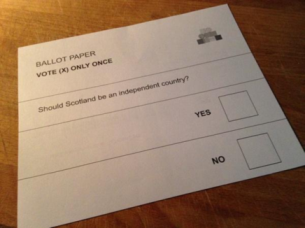 BALLOT PAPER
VOTE (X) ONLY ONCE
Should Scotland be an independent country?
YES
NO